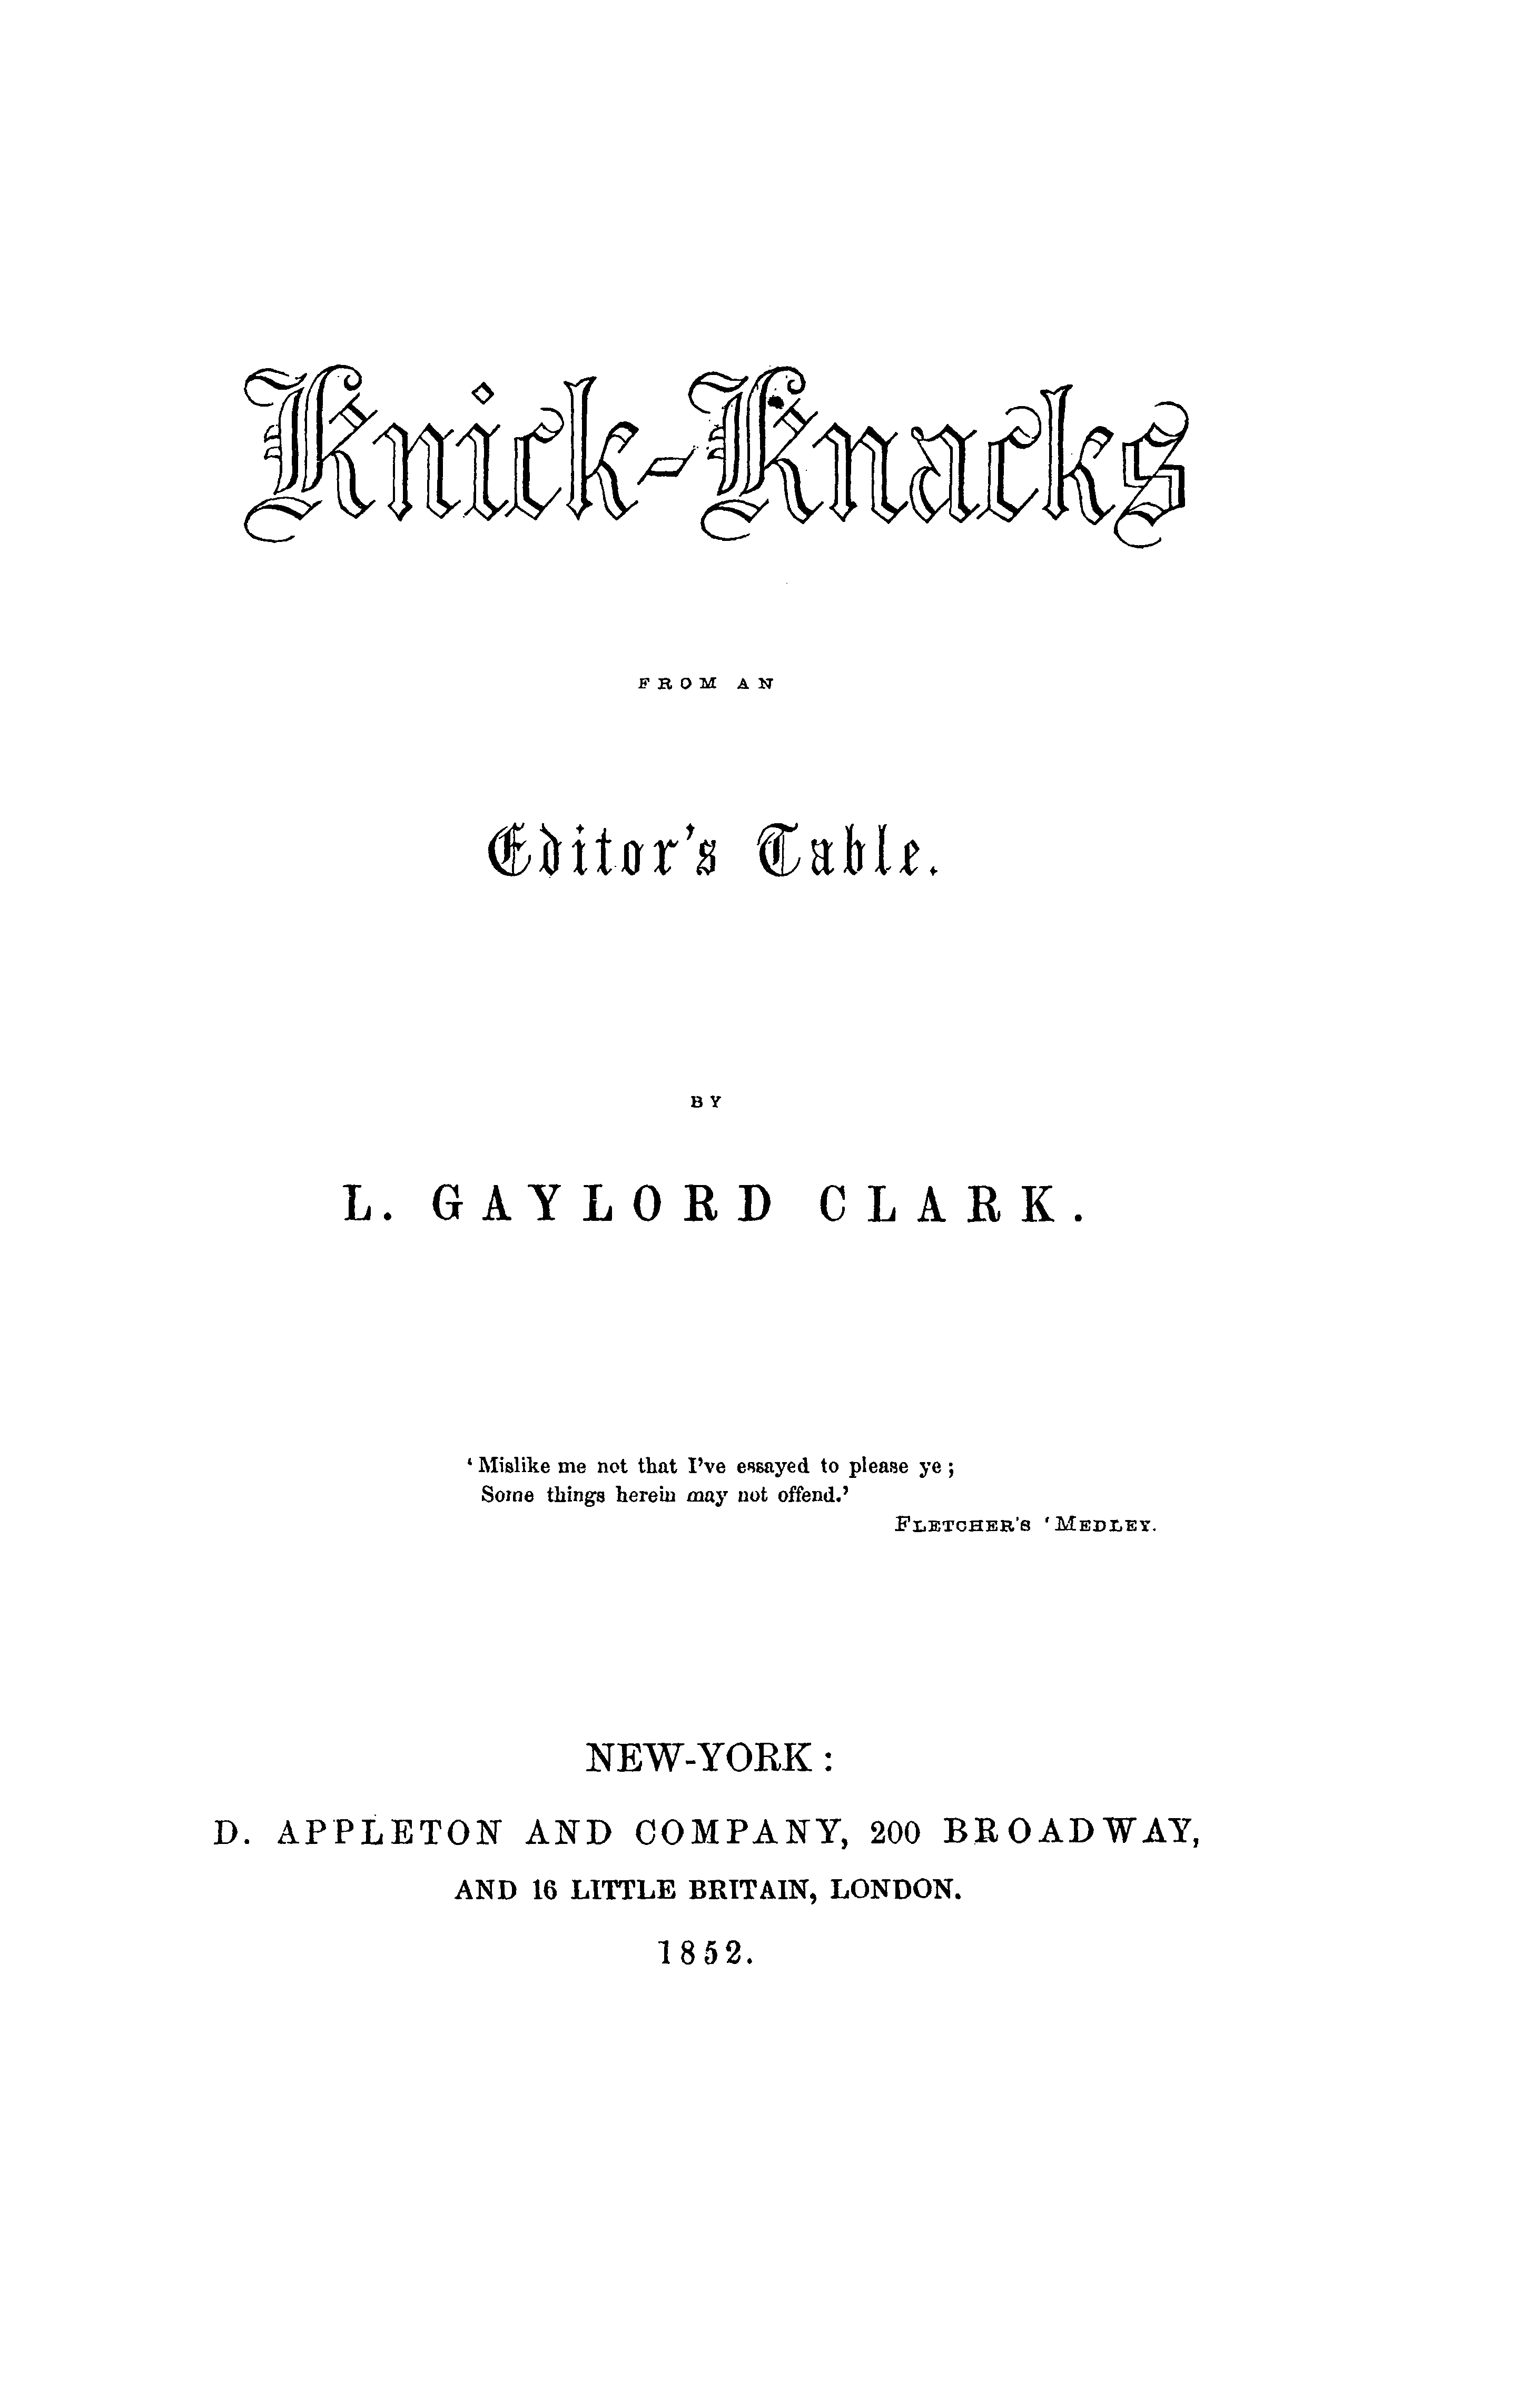 Knick-Knacks
FROM AN
Editor's Table.
BY
L. GAYLORD CLARK.
‘Mislike me not that I’ve essayed to please ye;
Some things herein may not offend.’
FLETCHER’S ‘MEDLEY.
NEW-YORK:
D. APPLETON AND COMPANY, 200 BROADWAY,
AND 16 LITTLE BRITAIN, LONDON.
1852.